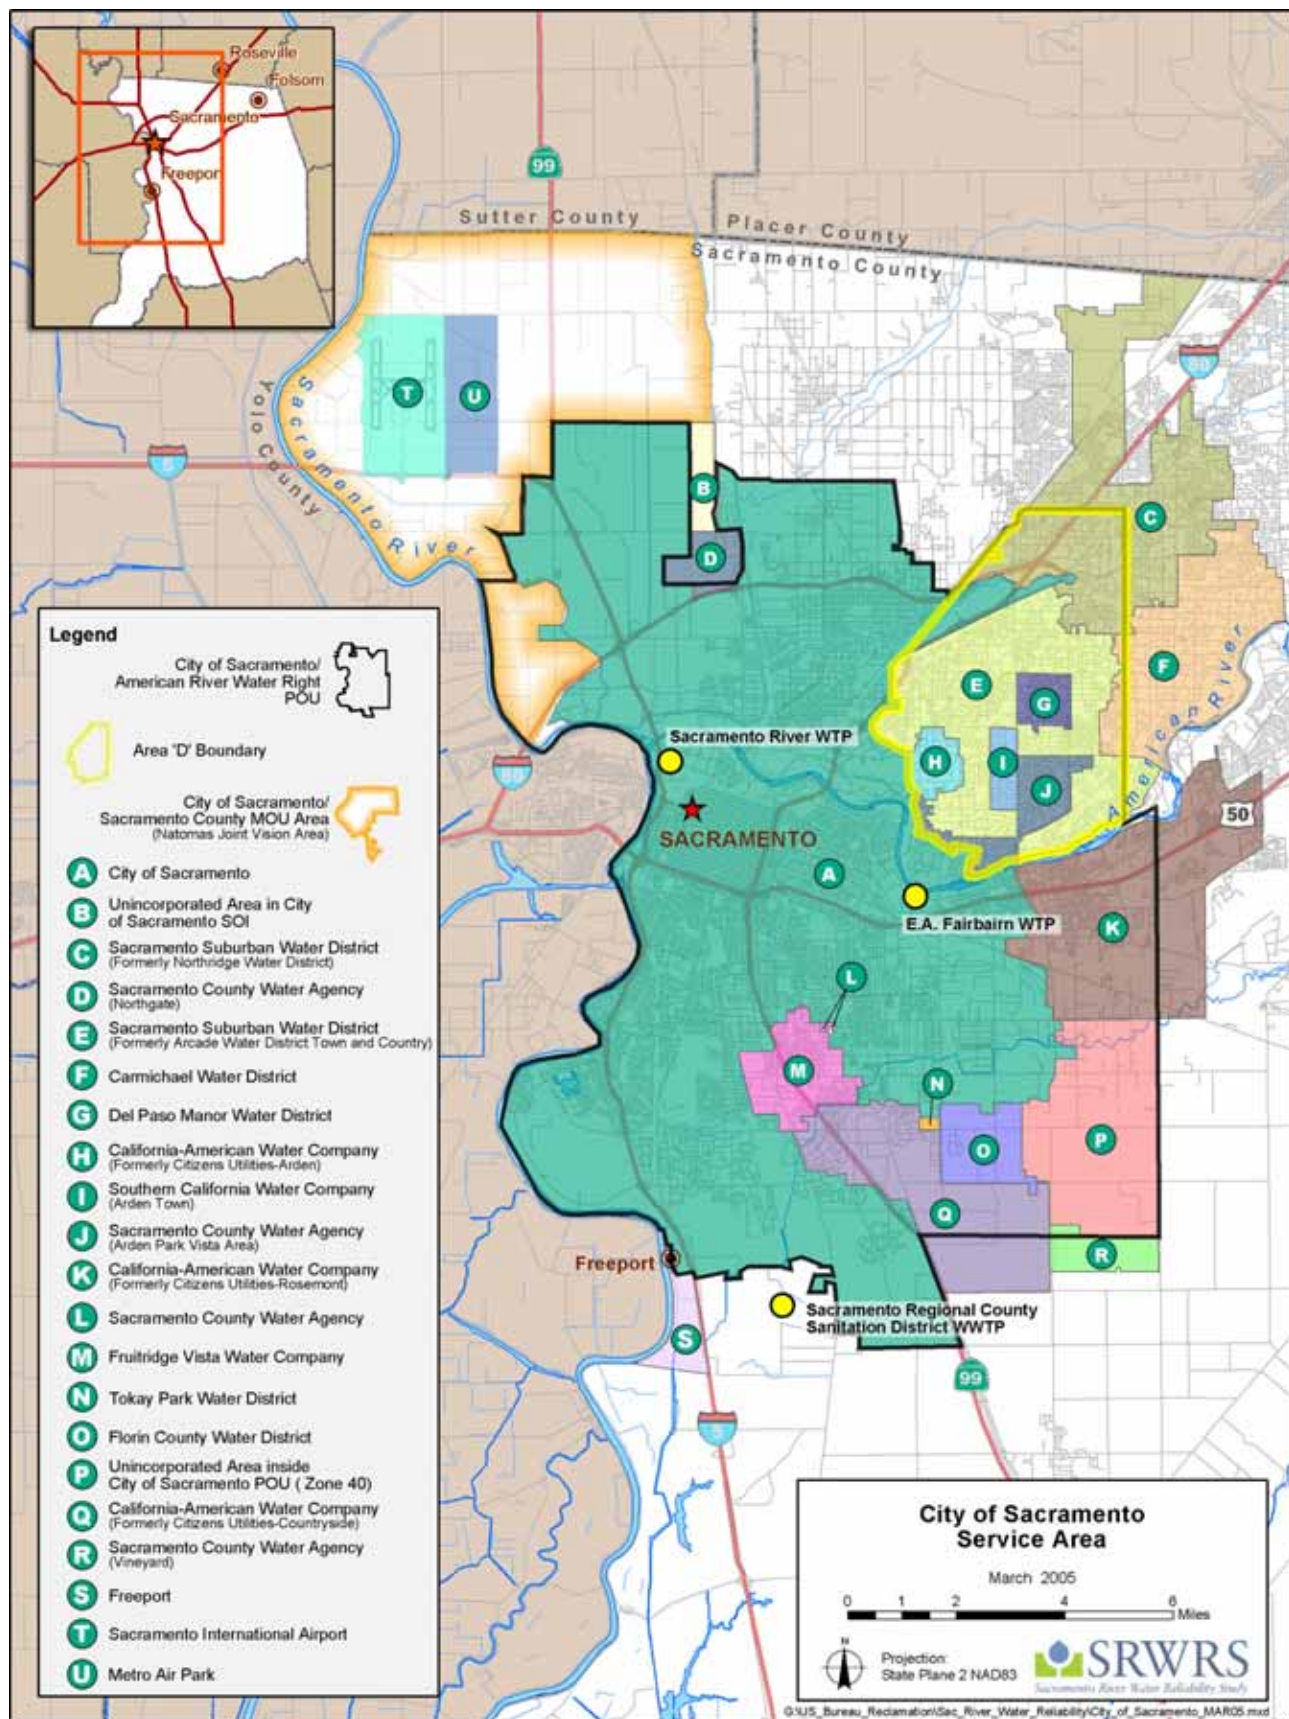 Roseville
Folsom
Sacramento
Freeport
99
Sutter County
Placer County
Sacramento County
80
T
U
Sacramento River
Yolo County
5
B
C
D
Legend
City of Sacramento/
American River Water Right
POU
Area 'D' Boundary
City of Sacramento/
Sacramento County MOU Area
(Natomas Joint Vision Area)
A City of Sacramento
B Unincorporated Area in City
of Sacramento SOI
C Sacramento Suburban Water District
(Formerly Northridge Water District)
D Sacramento County Water Agency
(Northgate)
E Sacramento Suburban Water District
(Formerly Arcade Water District Town and Country)
F Carmichael Water District
G Del Paso Manor Water District
H California-American Water Company
(Formerly Citizens Utilities-Arden)
I Southern California Water Company
(Arden Town)
J Sacramento County Water Agency
(Arden Park Vista Area)
K California-American Water Company
(Formerly Citizens Utilities-Rosemont)
L Sacramento County Water Agency
M Fruitridge Vista Water Company
N Tokay Park Water District
O Florin County Water District
P Unincorporated Area inside
City of Sacramento POU ( Zone 40)
Q California-American Water Company
(Formerly Citizens Utilities-Countryside)
R Sacramento County Water Agency
(Vineyard)
S Freeport
T Sacramento International Airport
U Metro Air Park
E
F
G
H
I
J
American River
Sacramento River WTP
80
SACRAMENTO
50
A
E.A. Fairbairn WTP
K
L
M
N
O
P
Q
R
Freeport
Sacramento Regional County
Sanitation District WWTP
S
99
5
City of Sacramento
Service Area
March 2005
0 1 2 4 6
Miles
N
Projection:
State Plane 2 NAD83
SRWRS
Sacramento River Water Reliability Study
G:\US_Bureau_Reclamation\Sac_River_Water_Reliability\City_of_Sacramento_MAR05.mxd